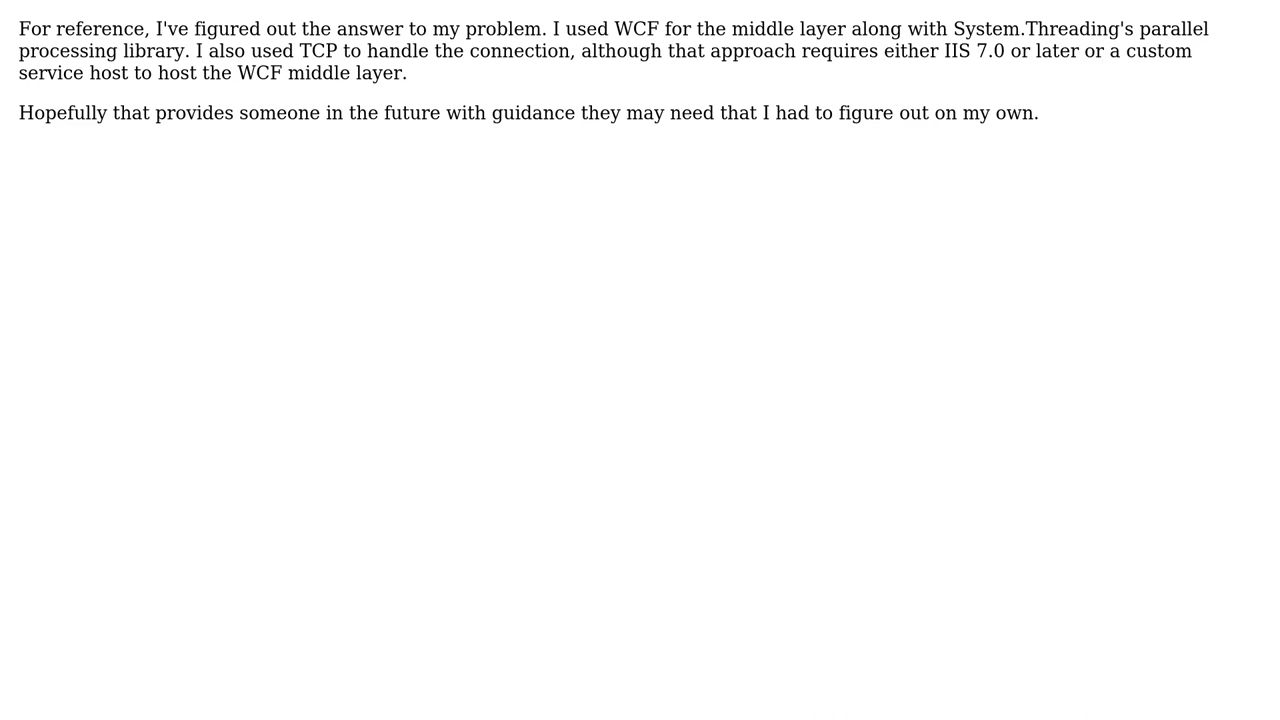 For reference, I've figured out the answer to my problem. I used WCF for the middle layer along with System.Threading's parallel
processing library. I also used TCP to handle the connection, although that approach requires either IIS 7.0 or later or a custom
service host to host the WCF middle layer.
Hopefully that provides someone in the future with guidance they may need that I had to figure out on my own.